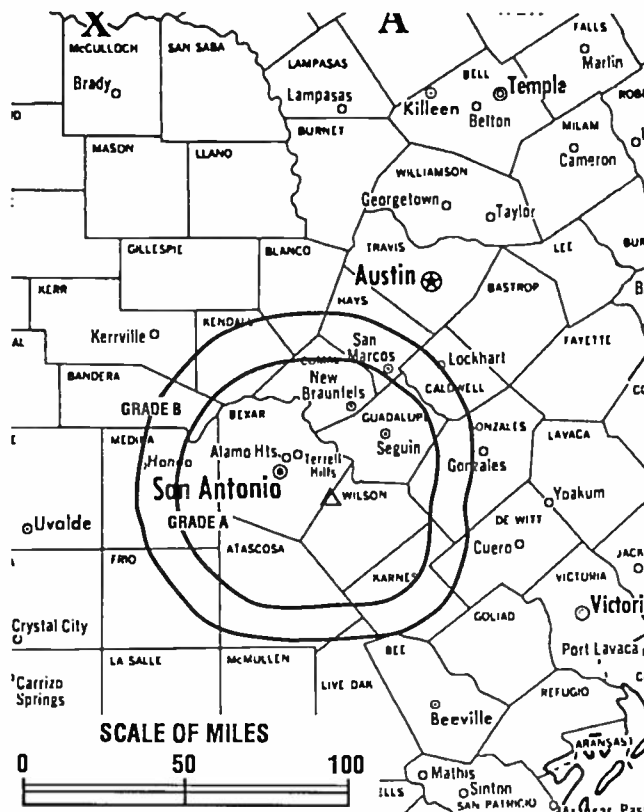 X
A
McCULLOCH
SAN SABA
FALLS
Marlin
Brady
LAMPASAS
Lampasas
BELL
Temple
Killeen
Belton
BURNET
MILAM
Cameron
MASON
LLANO
WILLIAMSON
Georgetown
Taylor
GILLESPIE
BLANCO
TRAVIS
LEE
Austin
BASTROP
KERR
HAYS
KENDALL
Kerrville
San
Marcos
Lockhart
FAYETTE
COMAL
BANDERA
New
Braunfels
CALDWELL
GRADE B
BEXAR
GUADALUPE
GONZALES
LAVACA
MEDINA
Seguin
Hondo
Alamo Hts.
Terrell
Hills
Gonzales
San Antonio
WILSON
Yoakum
Uvalde
GRADE A
DE WITT
Cuero
FRIO
ATASCOSA
KARNES
VICTORIA
Crystal City
GOLIAD
Port Lavaca
LA SALLE
McMULLEN
BEE
Carrizo
Springs
LIVE OAK
REFUGIO
SCALE OF MILES
Beeville
0
50
100
ARANSAS
Mathis
Sinton
SAN PATRICIO